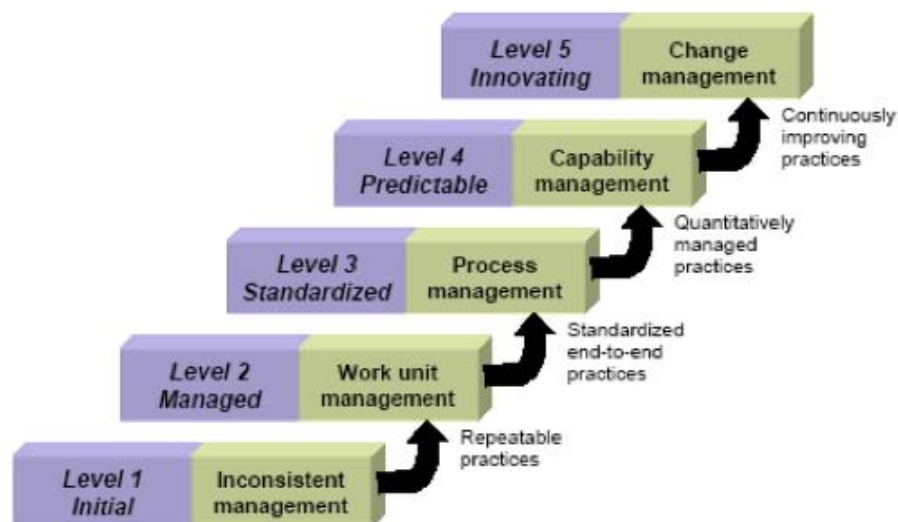 Level 5
Innovating
Change
management
Continuously
improving
practices
Level 4
Predictable
Capability
management
Quantitatively
managed
practices
Level 3
Standardized
Process
management
Standardized
end-to-end
practices
Level 2
Managed
Work unit
management
Repeatable
practices
Level 1
Initial
Inconsistent
management